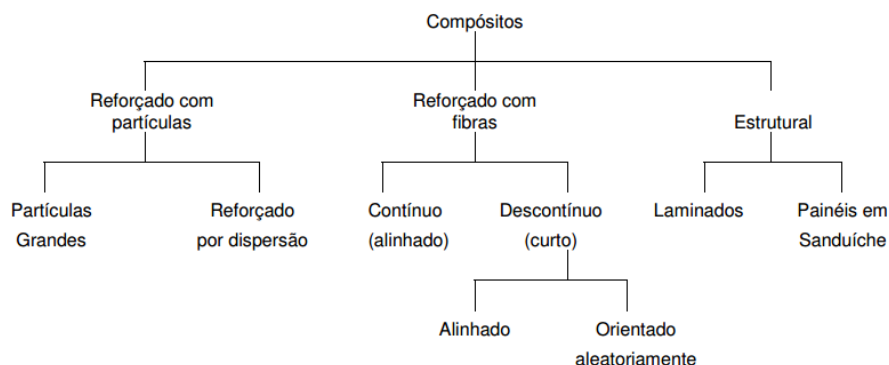 Compósitos
Reforçado com
partículas
Reforçado com
fibras
Estrutural
Partículas
Grandes
Reforçado
por dispersão
Contínuo
(alinhado)
Descontínuo
(curto)
Laminados
Painéis em
Sanduíche
Alinhado
Orientado
aleatoriamente